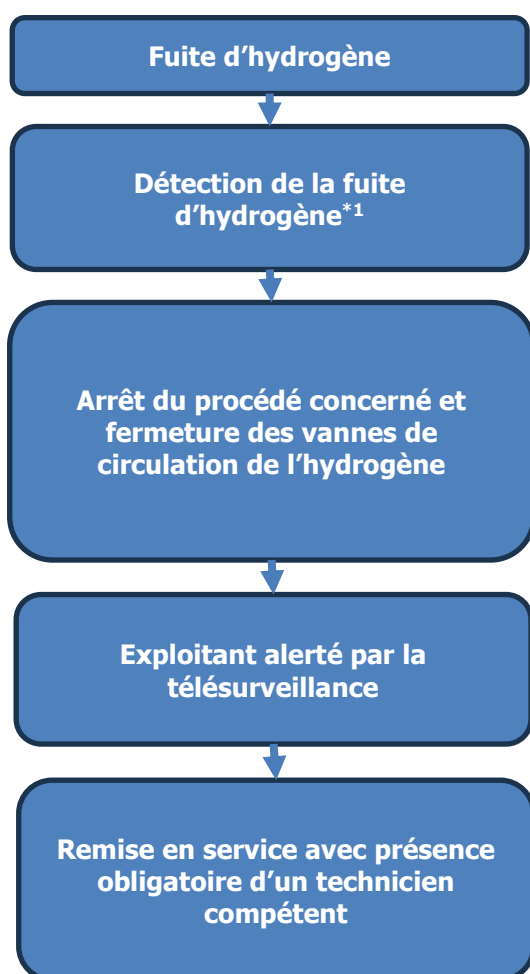 Fuite d’hydrogène
Détection de la fuite
d’hydrogène*1
Arrêt du procédé concerné et
fermeture des vannes de
circulation de l’hydrogène
Exploitant alerté par la
télésurveillance
Remise en service avec présence
obligatoire d’un technicien
compétent